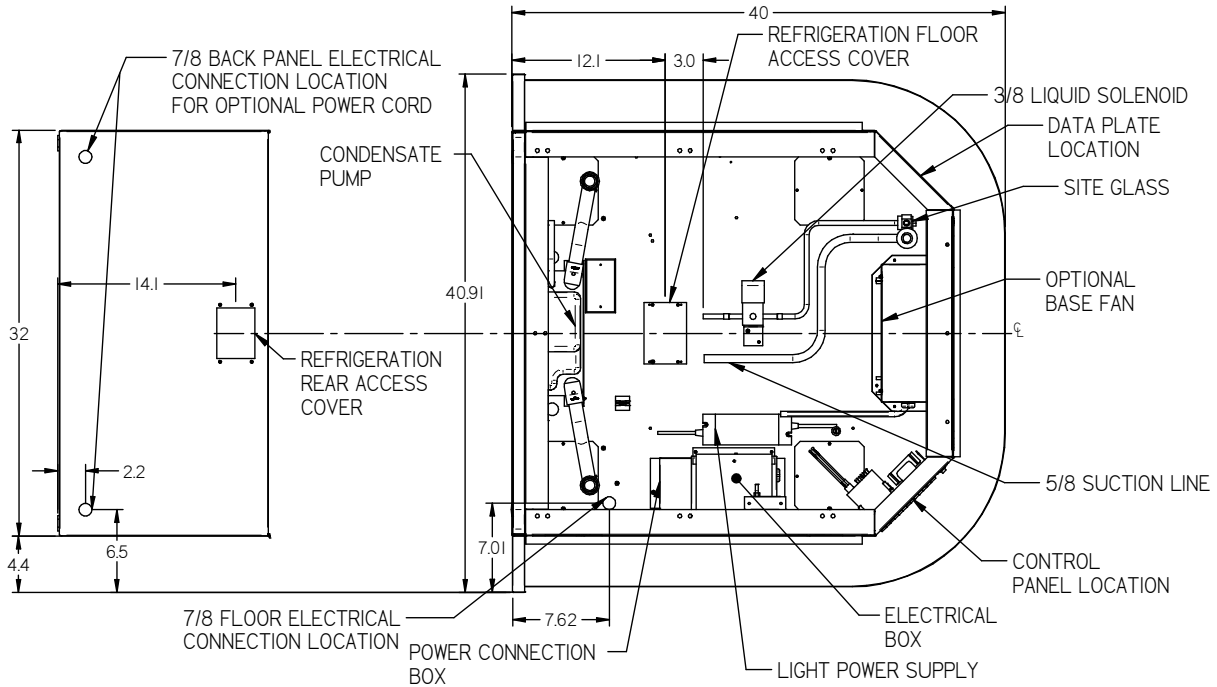 40
REFRIGERATION FLOOR
ACCESS COVER
12.1
3.0
7/8 BACK PANEL ELECTRICAL
CONNECTION LOCATION
FOR OPTIONAL POWER CORD
3/8 LIQUID SOLENOID
DATA PLATE
LOCATION
CONDENSATE
PUMP
SITE GLASS
14.1
40.91
OPTIONAL
BASE FAN
32
CL
REFRIGERATION
REAR ACCESS
COVER
2.2
5/8 SUCTION LINE
6.5
4.4
7.01
CONTROL
PANEL LOCATION
7/8 FLOOR ELECTRICAL
CONNECTION LOCATION
7.62
ELECTRICAL
BOX
POWER CONNECTION
BOX
LIGHT POWER SUPPLY